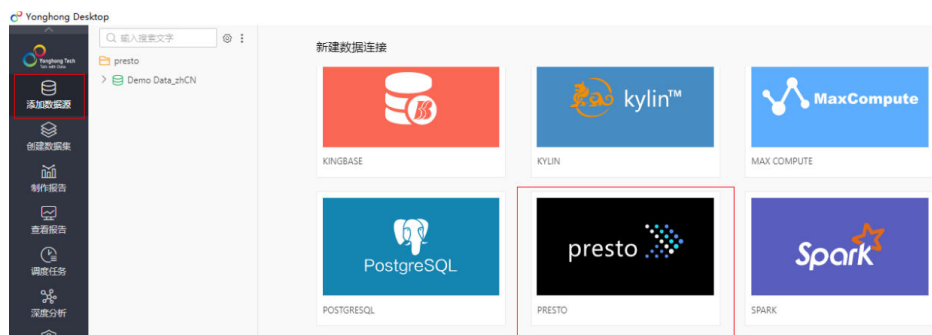 Yonghong Desktop
Yonghong Tech
Talk with Data
添加数据源
创建数据集
制作报告
查看报告
调度任务
深度分析
输入搜索文字
presto
Demo Data_zhCN
新建数据连接
kylin™
MaxCompute
KINGBASE
KYLIN
MAX COMPUTE
PostgreSQL
presto
Spark
POSTGRESQL
PRESTO
SPARK